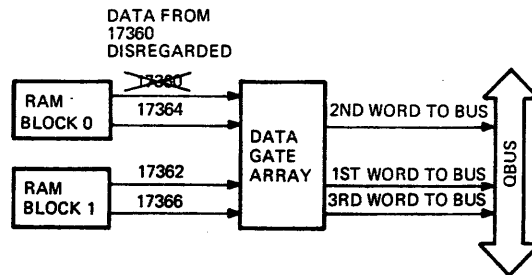 DATA FROM
17360
DISREGARDED
17360
RAM
BLOCK 0
17364
DATA
GATE
ARRAY
2ND WORD TO BUS
QBUS
RAM
BLOCK 1
17362
17366
1ST WORD TO BUS
3RD WORD TO BUS